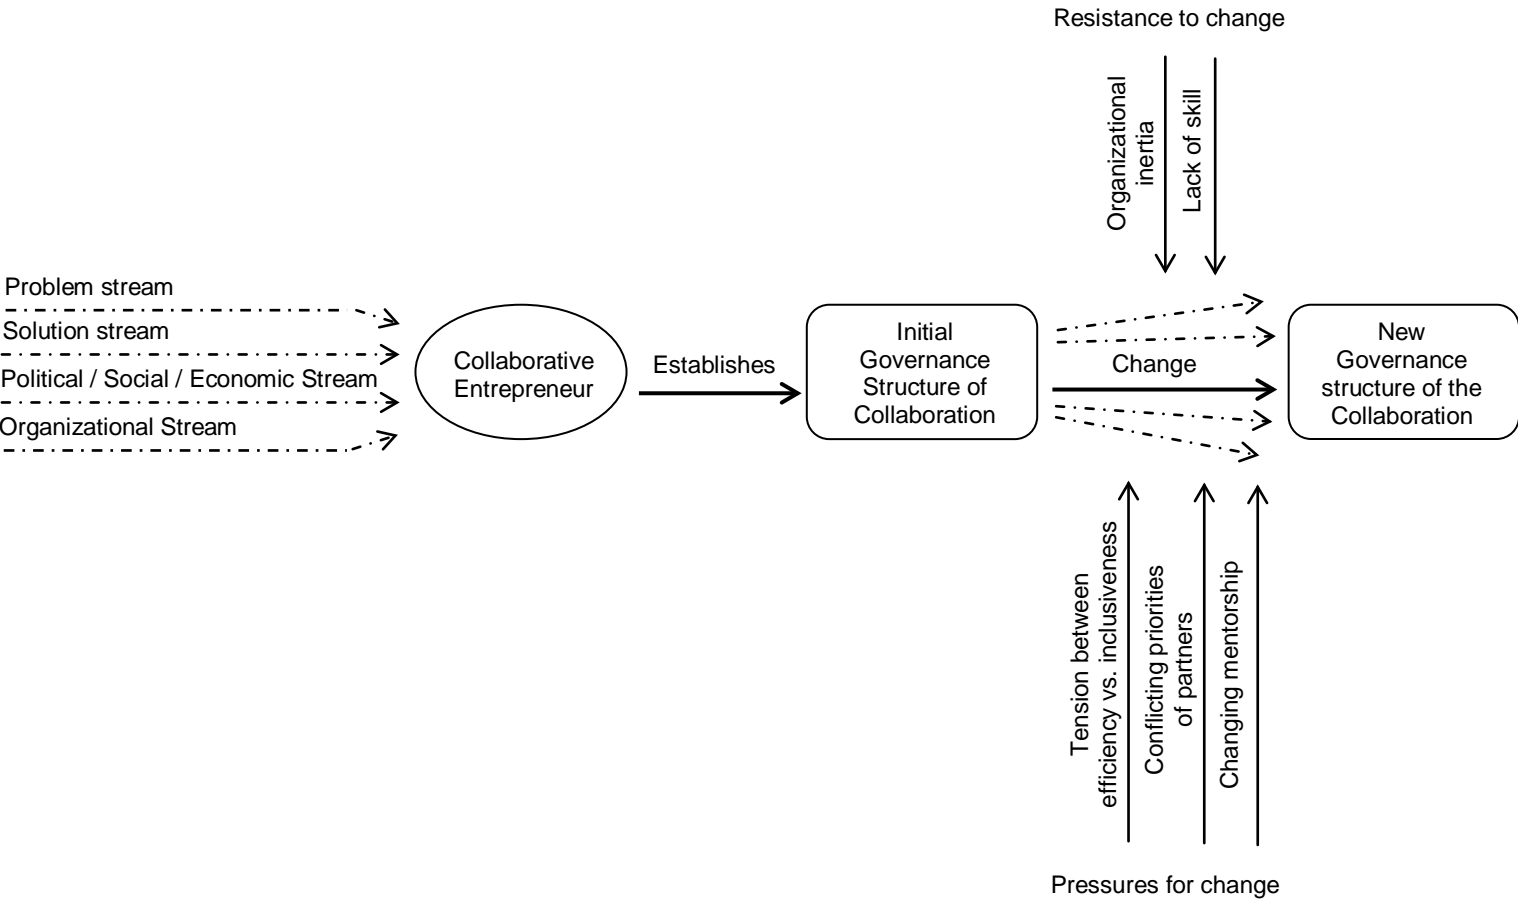 Resistance to change
Organizational
inertia
Lack of skill
Problem stream
Solution stream
Political / Social / Economic Stream
Organizational Stream
Collaborative
Entrepreneur
Establishes
Initial
Governance
Structure of
Collaboration
Change
New
Governance
structure of the
Collaboration
Tension between
efficiency vs. inclusiveness
Conflicting priorities
of partners
Changing mentorship
Pressures for change